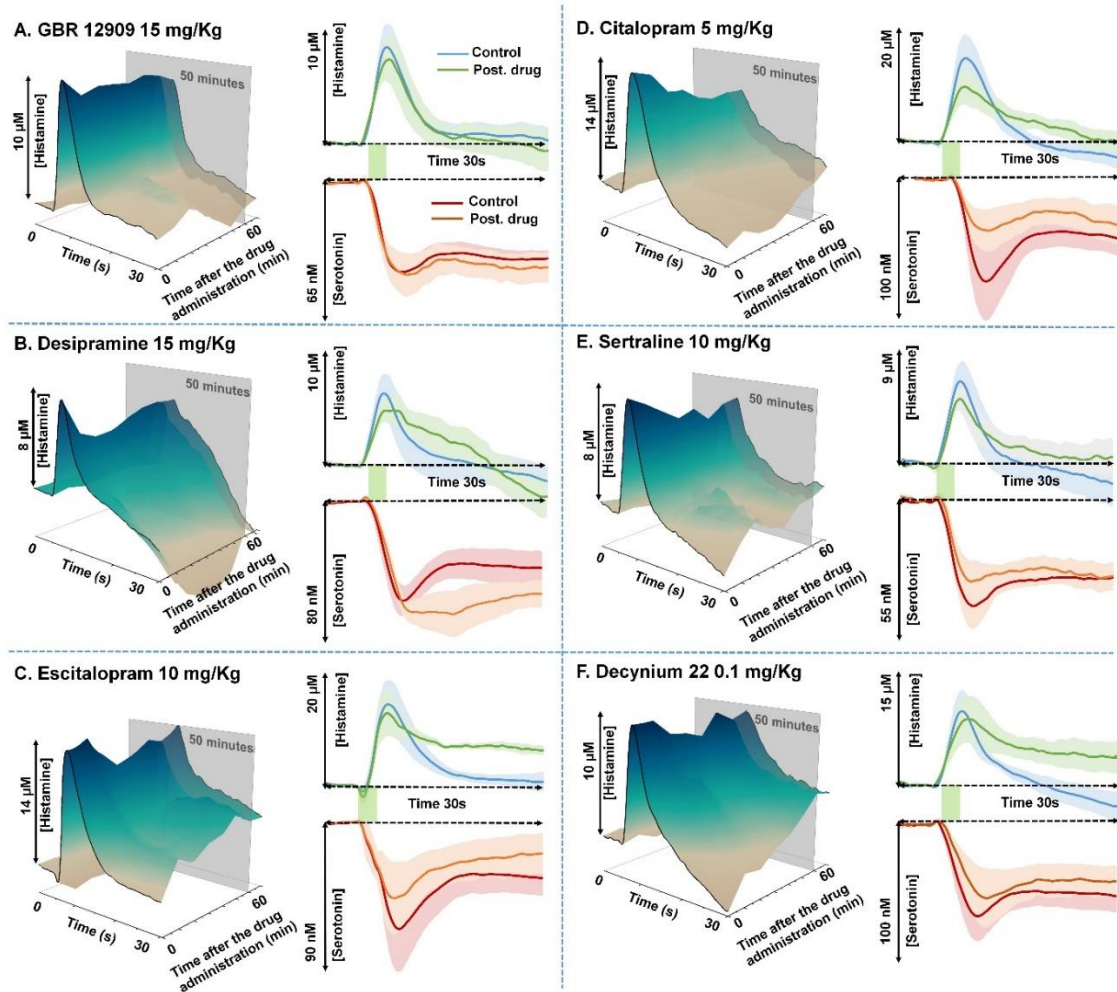 A. GBR 12909 15 mg/Kg
10 µM
[Histamine]
50 minutes
0
Time (s)
30
0
60
Time after the drug
administration (min)
10 µM
[Histamine]
Control
Post. drug
Time 30s
Control
Post. drug
65 nM
[Serotonin]
B. Desipramine 15 mg/Kg
8 µM
[Histamine]
50 minutes
0
Time (s)
30
0
60
Time after the drug
administration (min)
10 µM
[Histamine]
Time 30s
80 nM
[Serotonin]
C. Escitalopram 10 mg/Kg
14 µM
[Histamine]
50 minutes
0
Time (s)
30
0
60
Time after the drug
administration (min)
20 µM
[Histamine]
Time 30s
90 nM
[Serotonin]
D. Citalopram 5 mg/Kg
14 µM
[Histamine]
50 minutes
0
Time (s)
30
0
60
Time after the drug
administration (min)
20 µM
[Histamine]
Time 30s
100 nM
[Serotonin]
E. Sertraline 10 mg/Kg
8 µM
[Histamine]
50 minutes
0
Time (s)
30
0
60
Time after the drug
administration (min)
9 µM
[Histamine]
Time 30s
55 nM
[Serotonin]
F. Decynium 22 0.1 mg/Kg
10 µM
[Histamine]
50 minutes
0
Time (s)
30
0
60
Time after the drug
administration (min)
15 µM
[Histamine]
Time 30s
100 nM
[Serotonin]